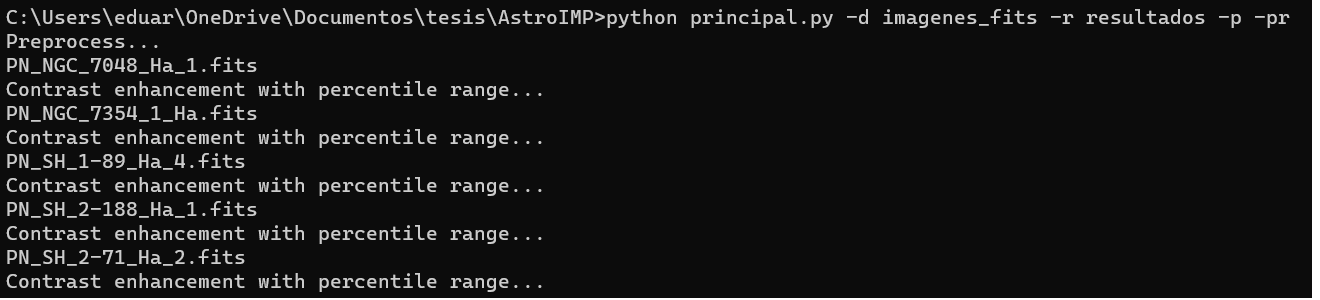 C:\Users\eduar\OneDrive\Documentos\tesis\AstroIMP>python principal.py -d imagenes_fits -r resultados -p -pr
Preprocess...
PN_NGC_7048_Ha_1.fits
Contrast enhancement with percentile range...
PN_NGC_7354_1_Ha.fits
Contrast enhancement with percentile range...
PN_SH_1-89_Ha_4.fits
Contrast enhancement with percentile range...
PN_SH_2-188_Ha_1.fits
Contrast enhancement with percentile range...
PN_SH_2-71_Ha_2.fits
Contrast enhancement with percentile range...